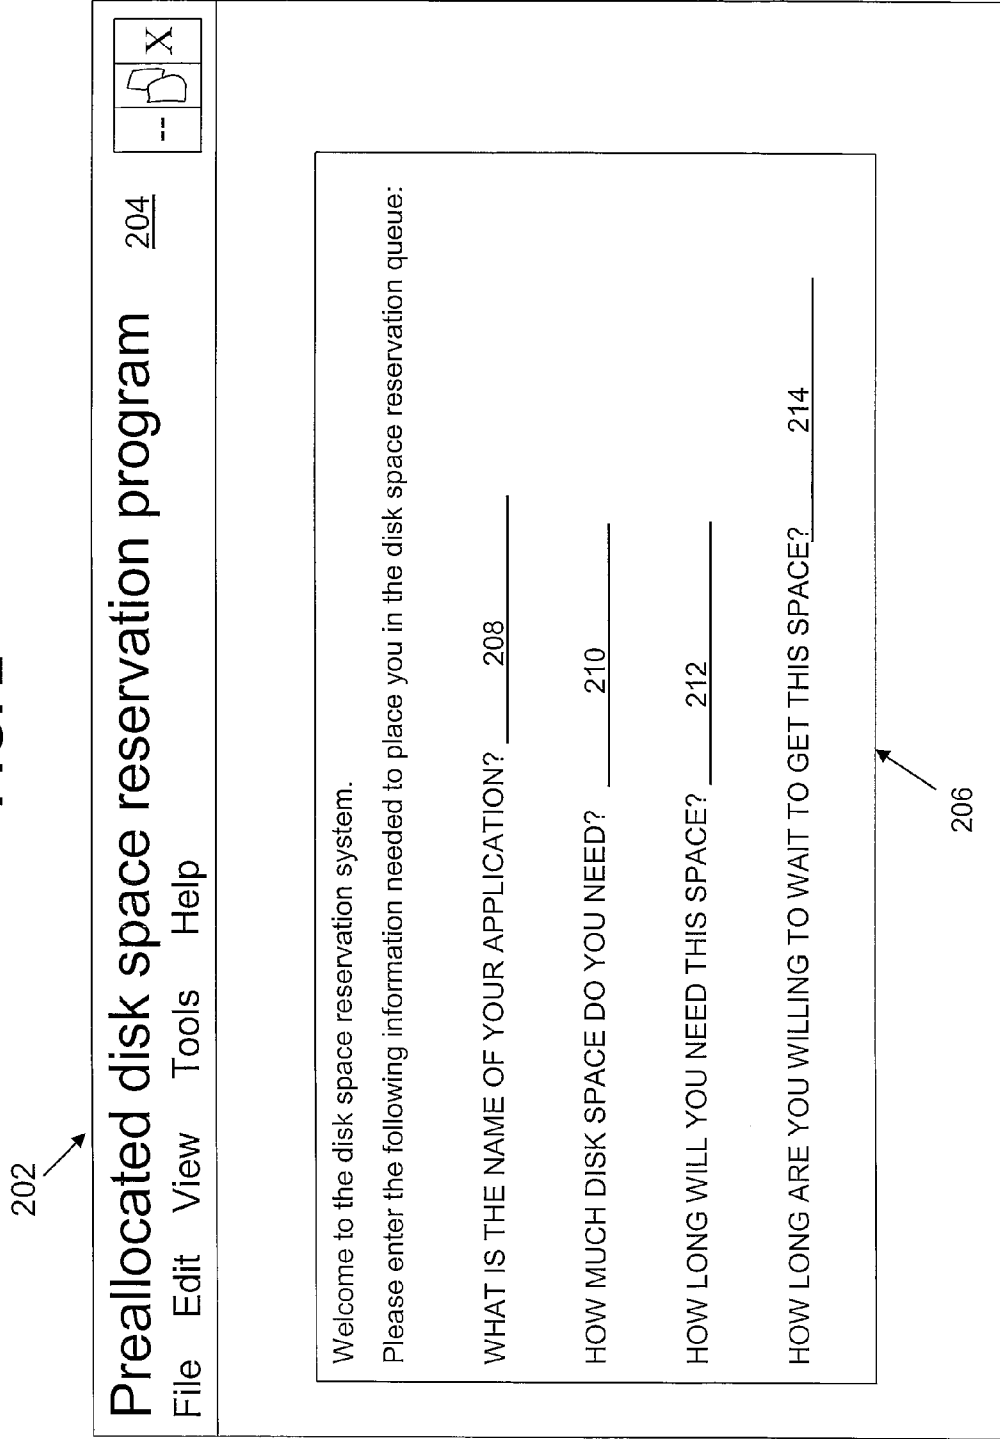 202
Preallocated disk space reservation program 204
-- X
File Edit View Tools Help
Welcome to the disk space reservation system.
Please enter the following information needed to place you in the disk space reservation queue:
WHAT IS THE NAME OF YOUR APPLICATION? 208
HOW MUCH DISK SPACE DO YOU NEED? 210
HOW LONG WILL YOU NEED THIS SPACE? 212
HOW LONG ARE YOU WILLING TO WAIT TO GET THIS SPACE? 214
206